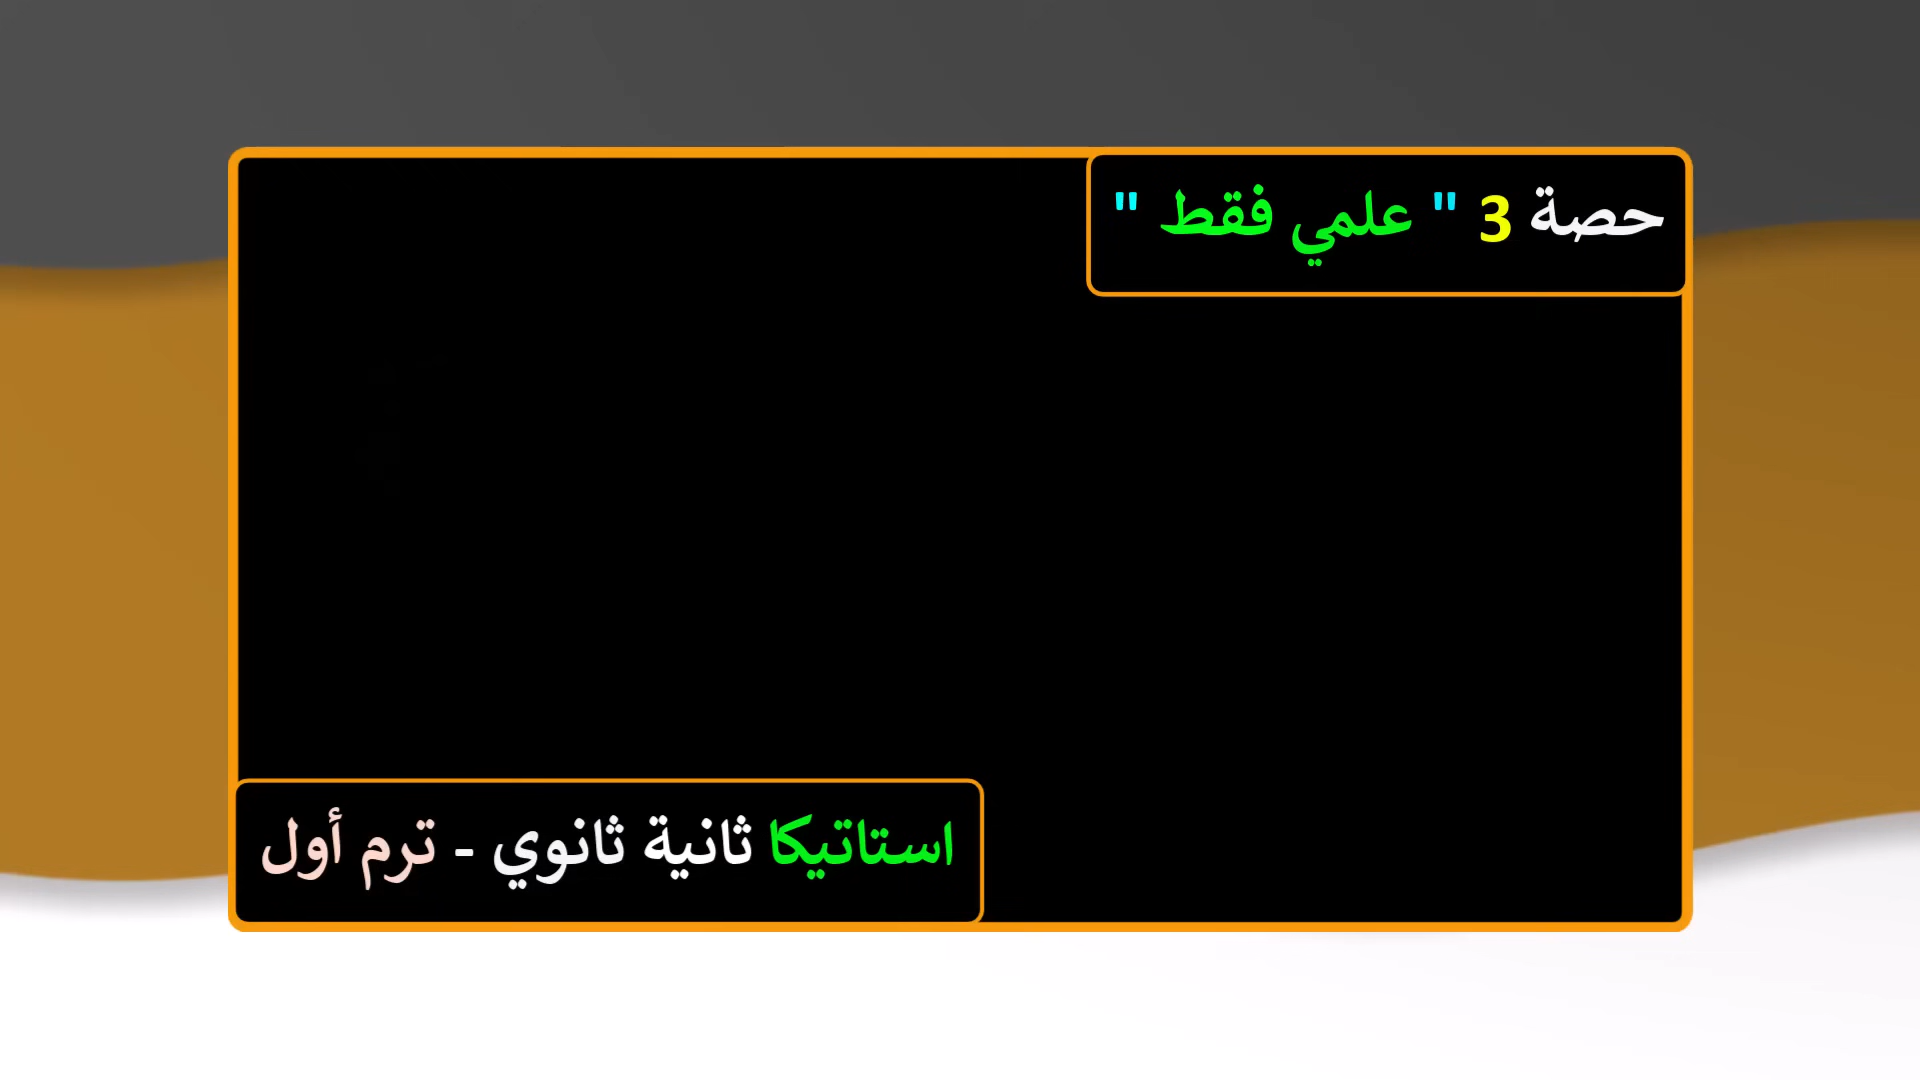 حصة 3 " علمي فقط "
استاتيكا ثانية ثانوي - ترم أول